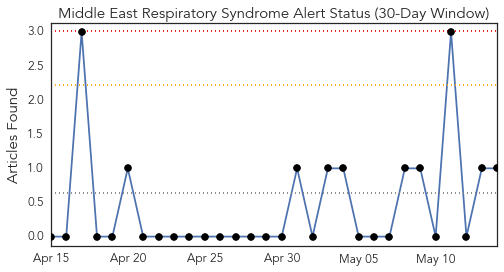 Middle East Respiratory Syndrome Alert Status (30-Day Window)
Articles Found
3.0
2.5
2.0
1.5
1.0
0.5
0.0
Apr 15
Apr 20
Apr 25
Apr 30
May 05
May 10